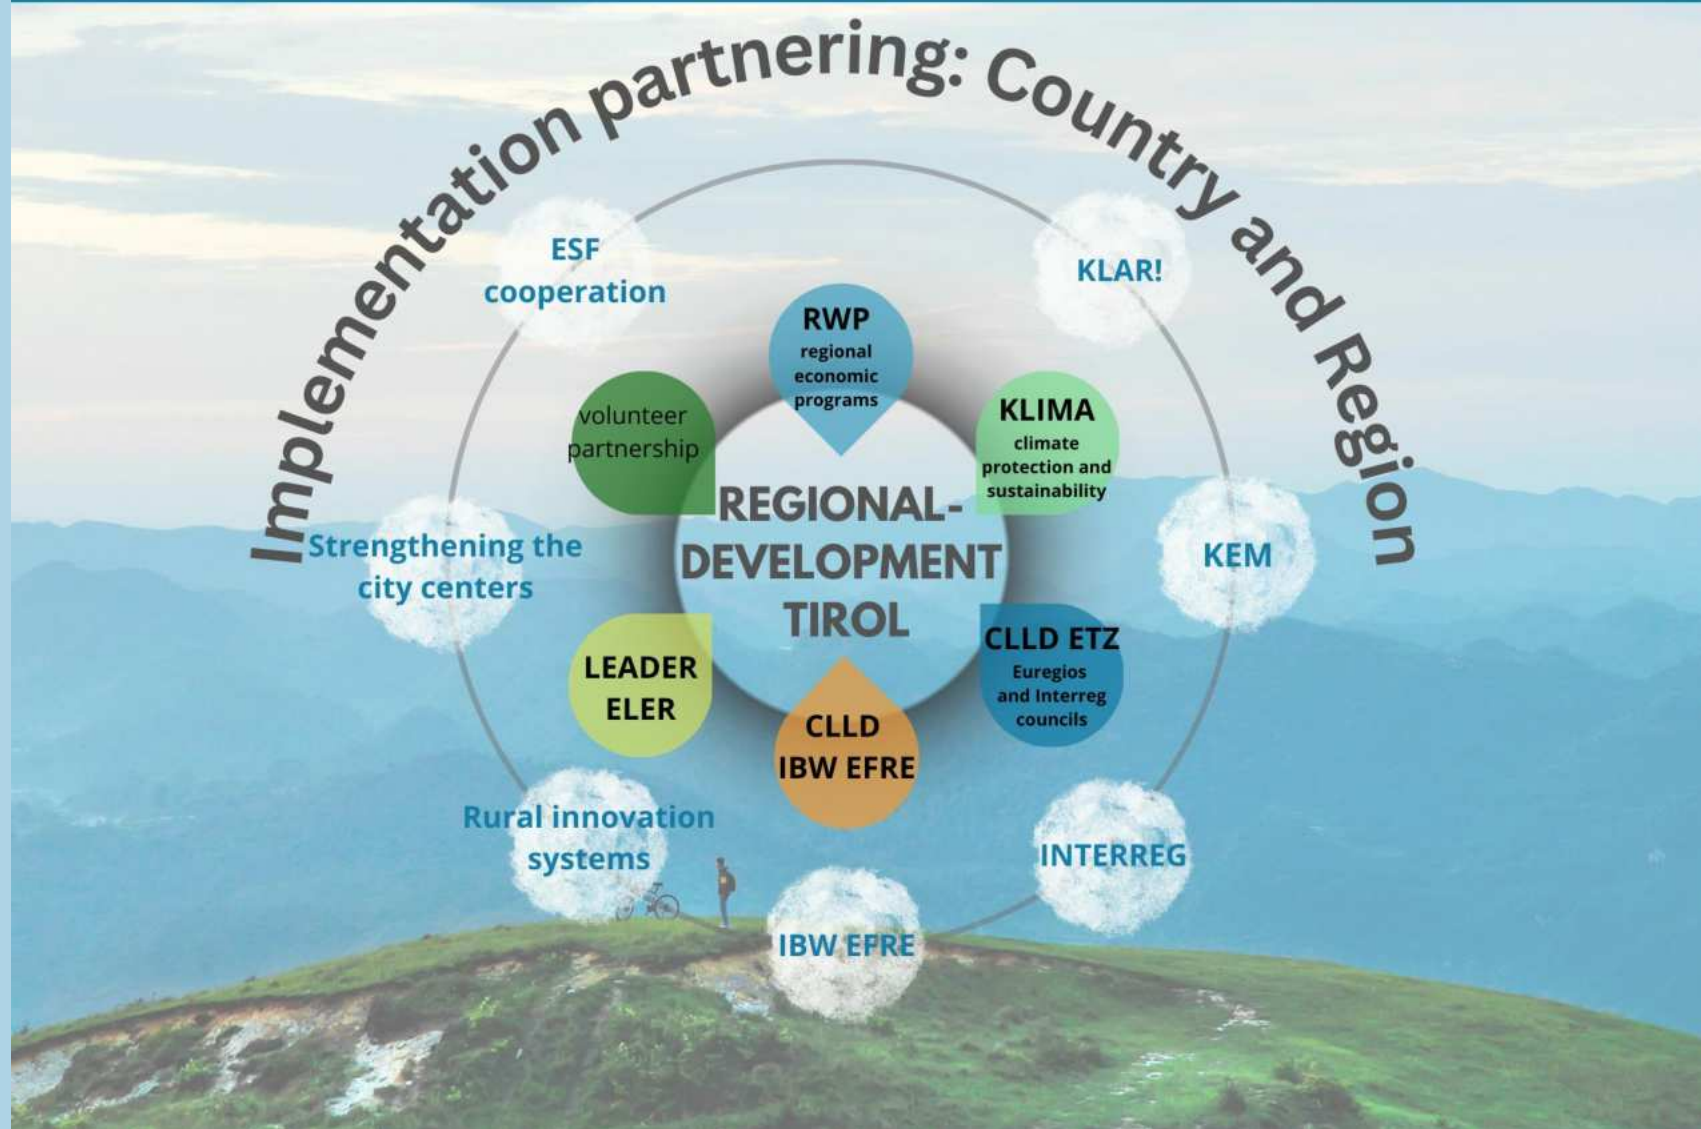 Implementation partnering: Country and Region
ESF
cooperation
KLAR!
RWP
regional
economic
programs
volunteer
partnership
KLIMA
climate
protection and
sustainability
REGIONAL-
DEVELOPMENT
TIROL
Strengthening the
city centers
KEM
LEADER
ELER
CLLD ETZ
Euregios
and Interreg
councils
CLLD
IBW EFRE
Rural innovation
systems
INTERREG
IBW EFRE